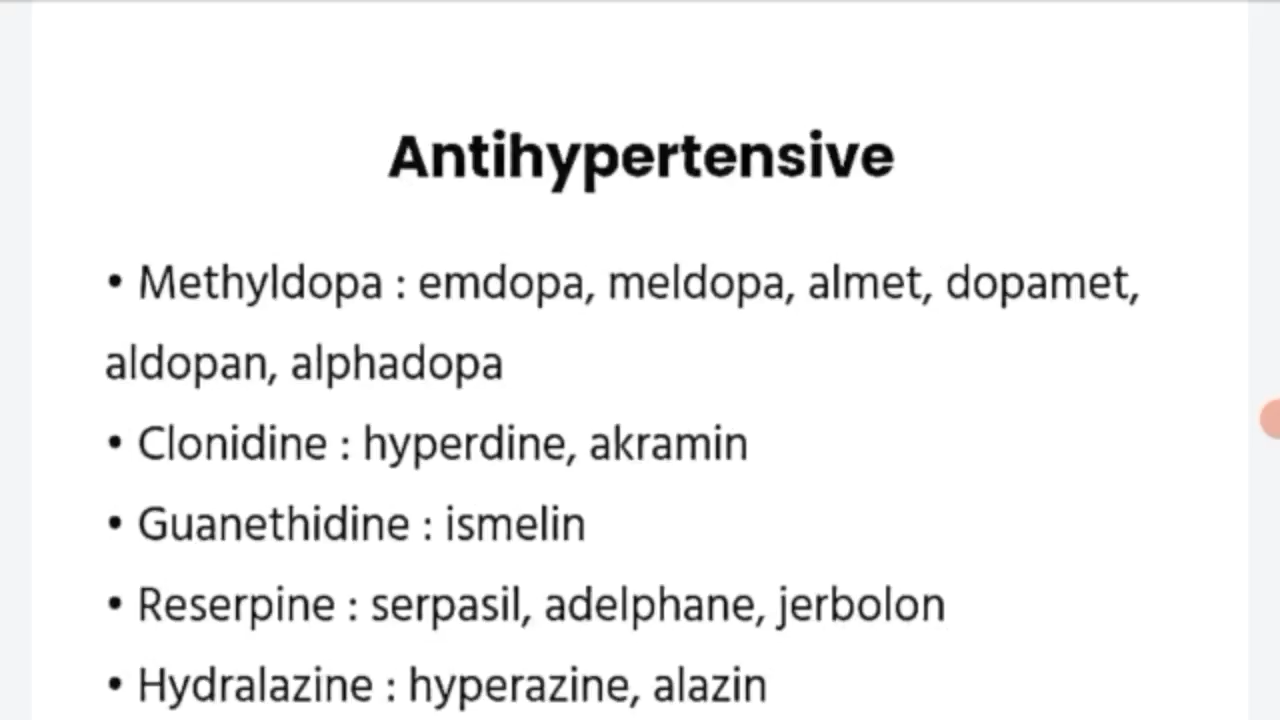 Antihypertensive
• Methyldopa : emdopa, meldopa, almet, dopamet,
aldopan, alphadopa
• Clonidine : hyperdine, akramin
• Guanethidine : ismelin
• Reserpine : serpasil, adelphane, jerbolon
• Hydralazine : hyperazine, alazin